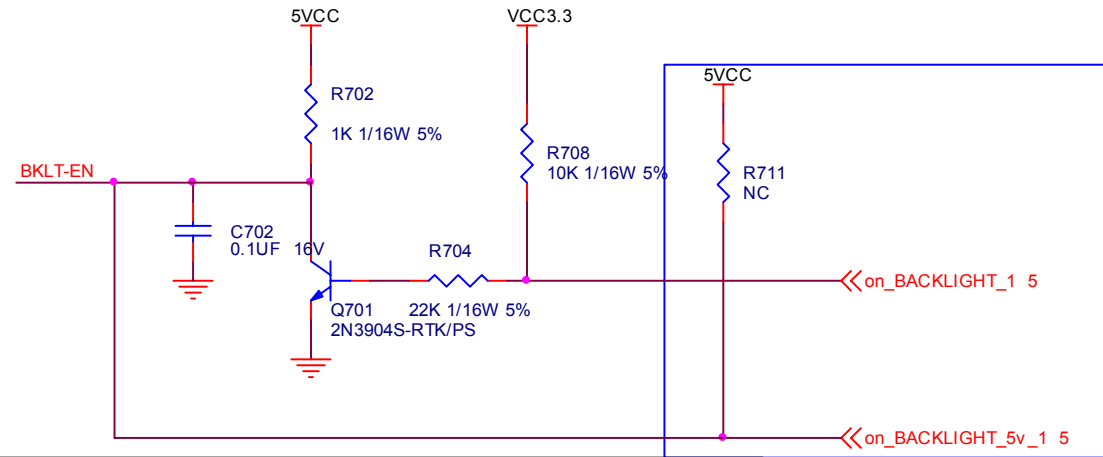 5VCC
VCC3.3
5VCC
R702
1K 1/16W 5%
R708
10K 1/16W 5%
R711
NC
BKLT-EN
C702
0.1UF 16V
R704
22K 1/16W 5%
on_BACKLIGHT_1 5
Q701
2N3904S-RTK/PS
on_BACKLIGHT_5v_1 5